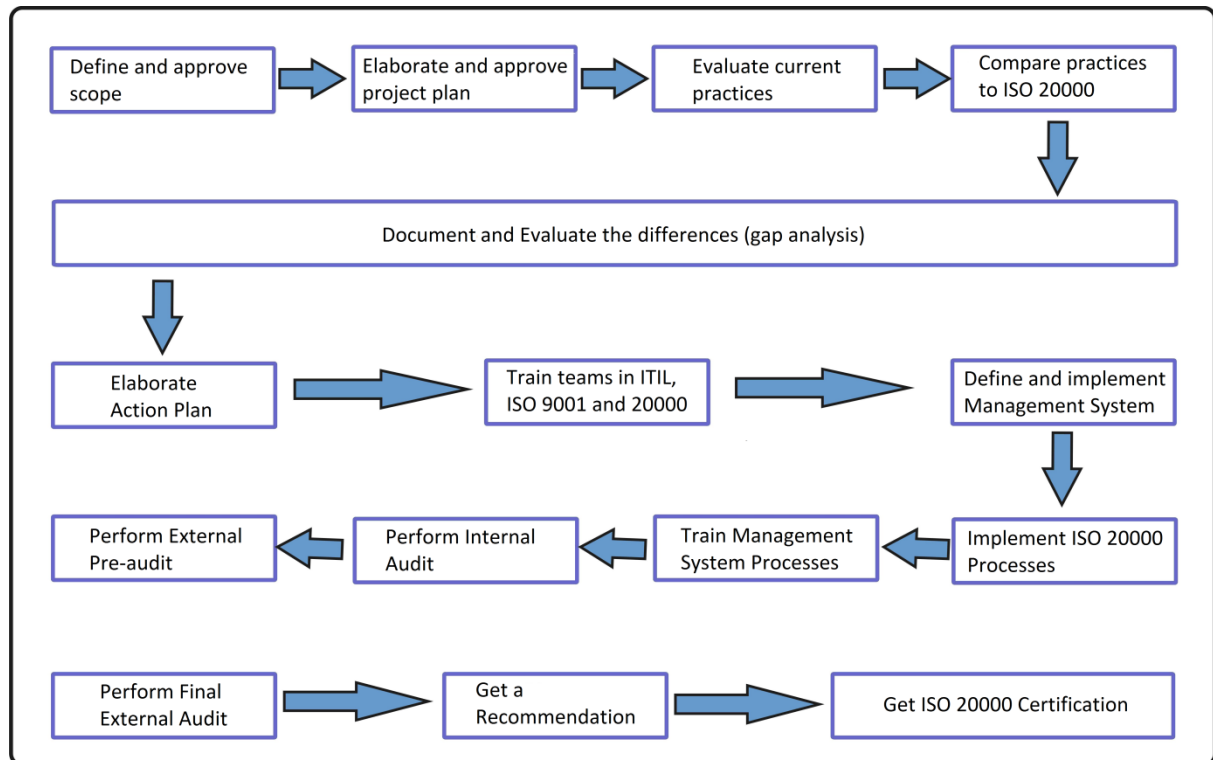 Define and approve
scope
Elaborate and approve
project plan
Evaluate current
practices
Compare practices
to ISO 20000
Document and Evaluate the differences (gap analysis)
Elaborate
Action Plan
Train teams in ITIL,
ISO 9001 and 20000
Define and implement
Management System
Perform External
Pre-audit
Perform Internal
Audit
Train Management
System Processes
Implement ISO 20000
Processes
Perform Final
External Audit
Get a
Recommendation
Get ISO 20000 Certification